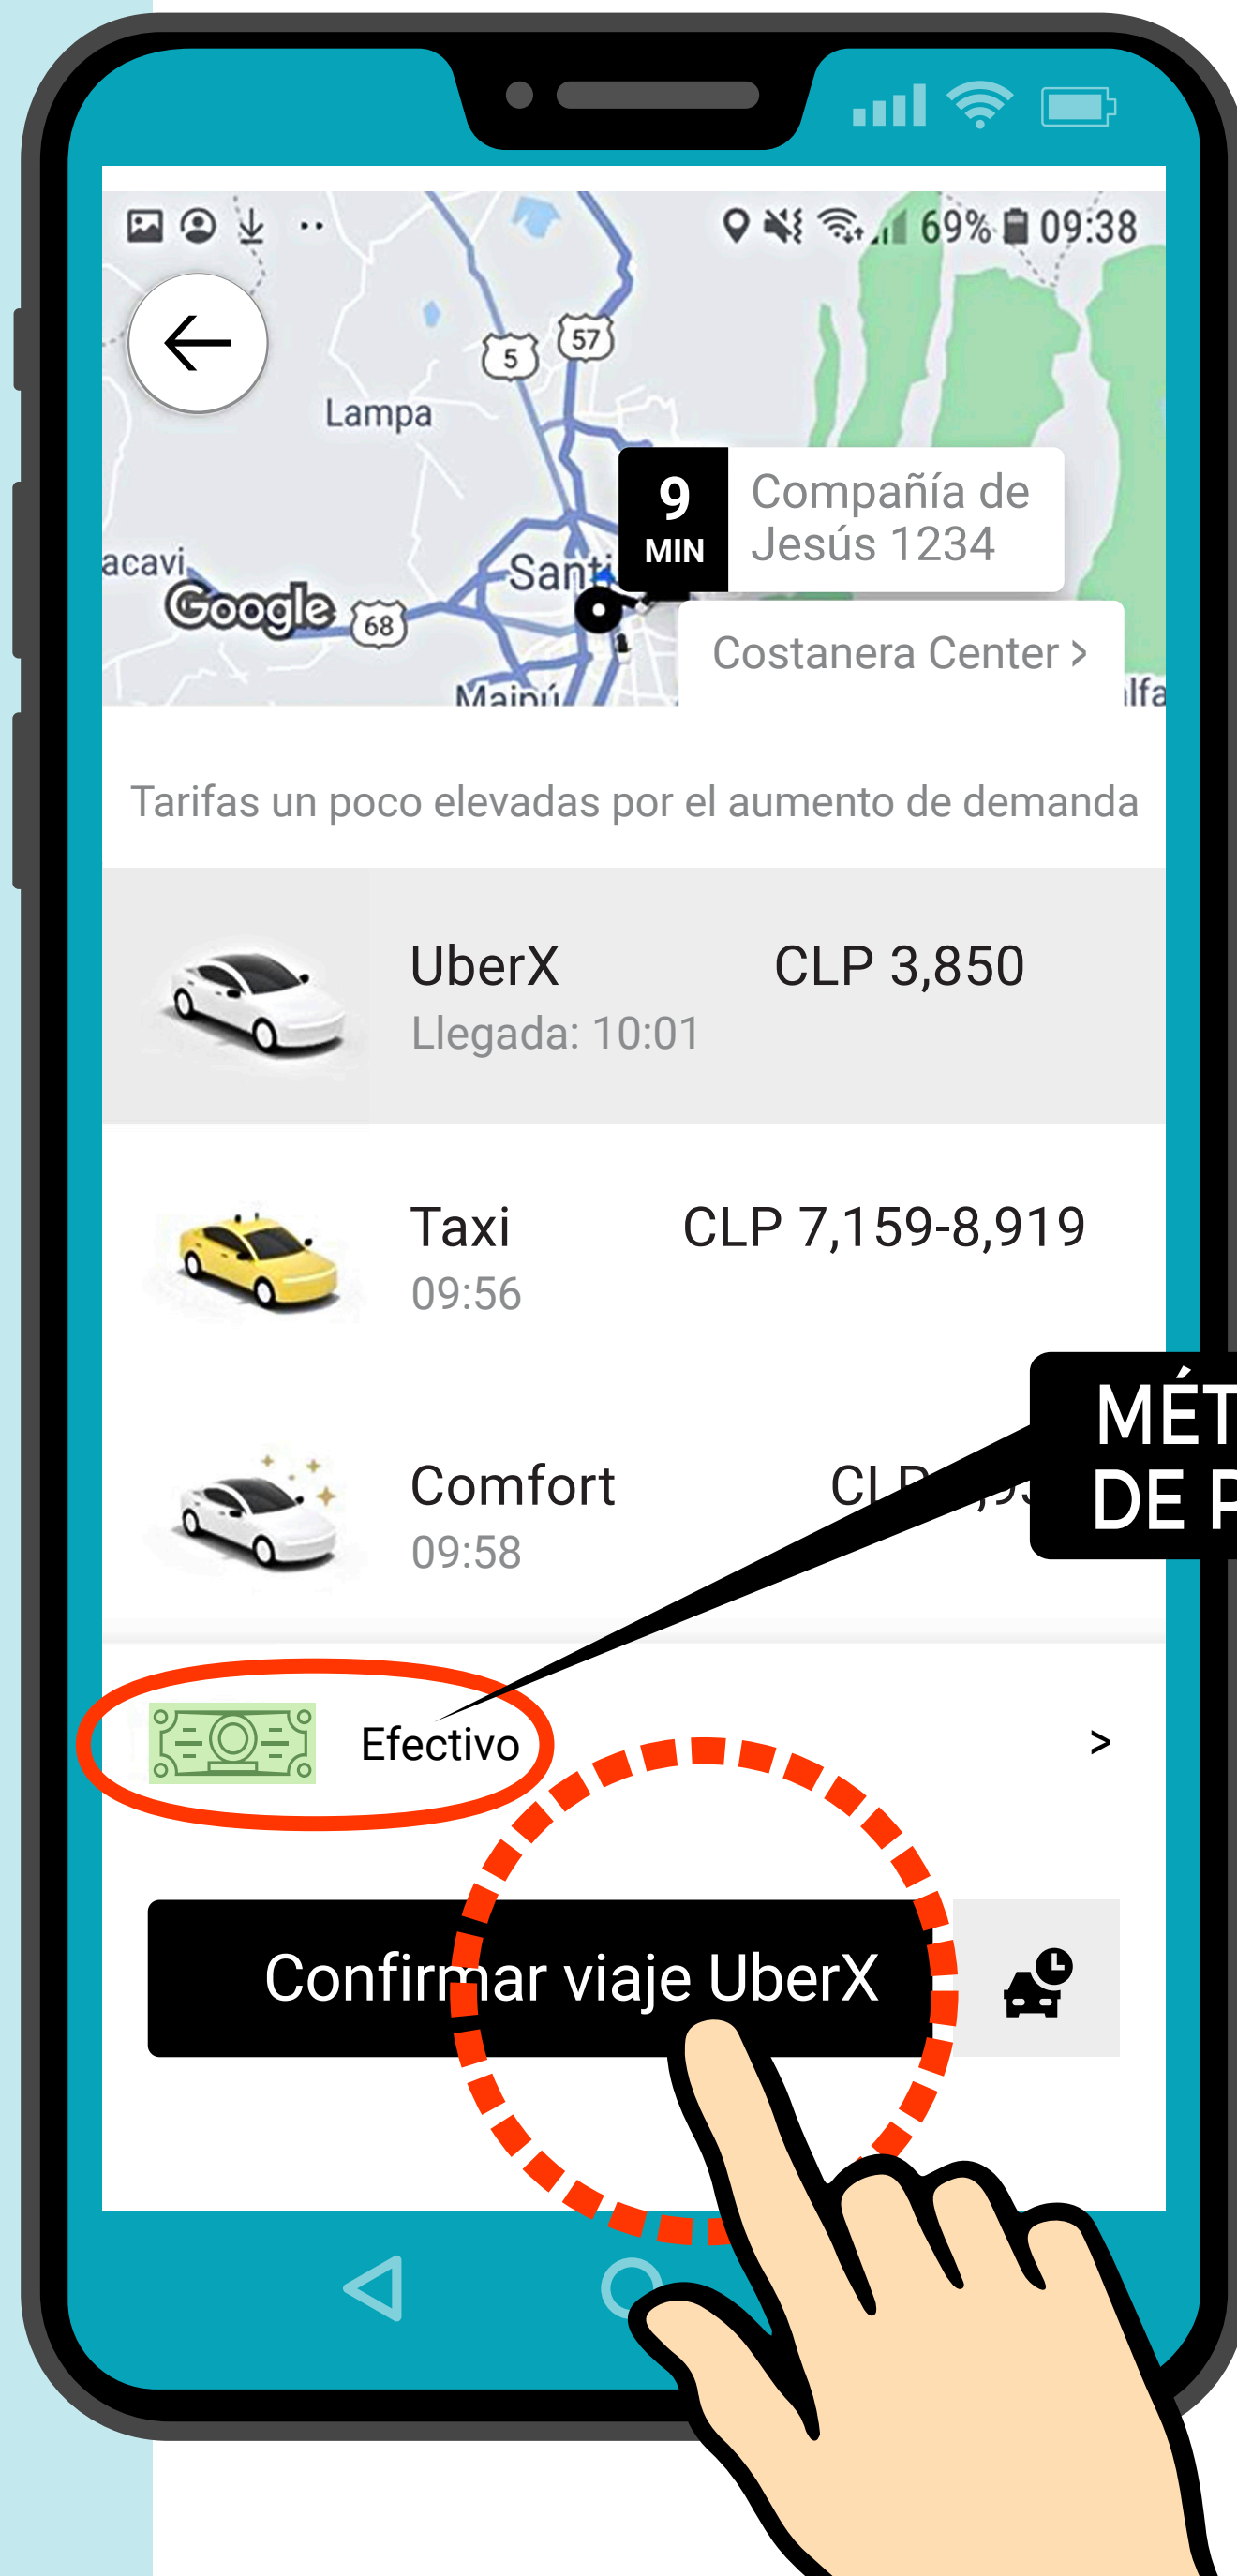 69% 09:38
5
57
Lampa
9
MIN
Compañía de
Jesús 1234
Google
68
Costanera Center >
Tarifas un poco elevadas por el aumento de demanda
UberX CLP 3,850
Llegada: 10:01
Taxi CLP 7,159-8,919
09:56
DE
Comfort
09:58
Efectivo >
Confirmar viaje UberX